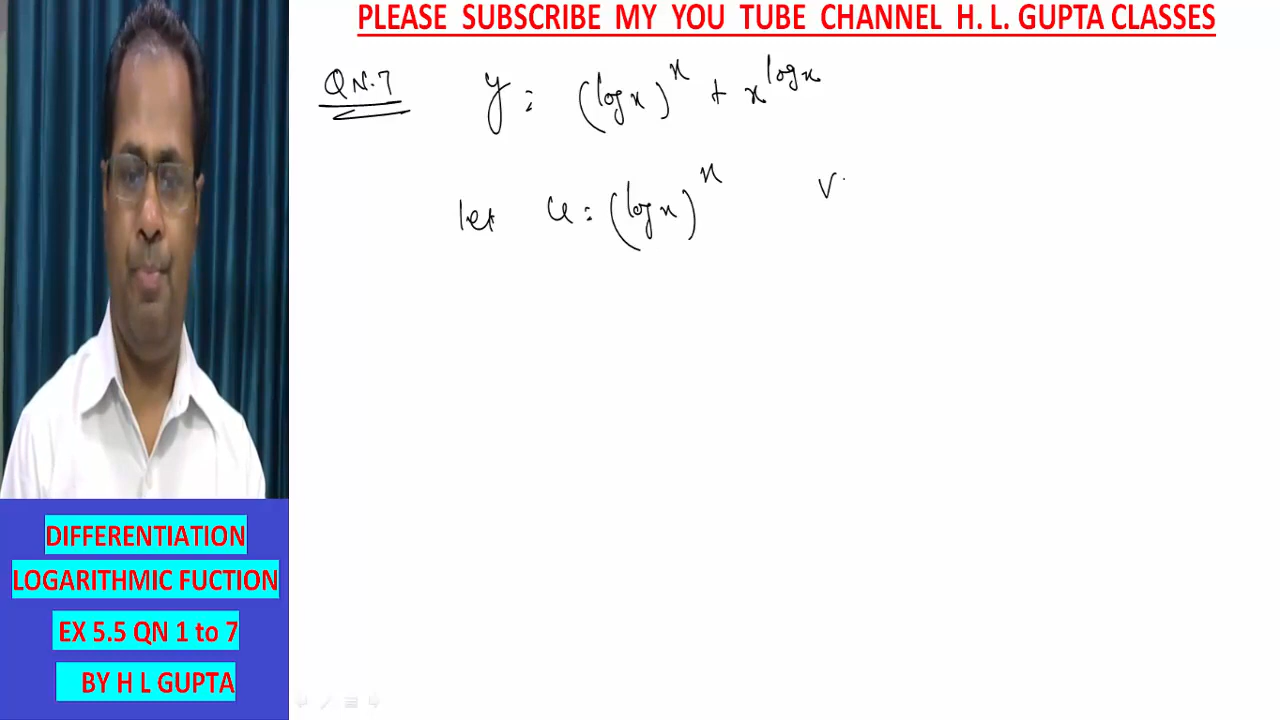 PLEASE SUBSCRIBE MY YOU TUBE CHANNEL H. L. GUPTA CLASSES
QN.7 y = (log x)^x + x^{log x}
let u = (log x)^x v
DIFFERENTIATION
LOGARITHMIC FUCTION
EX 5.5 QN 1 to 7
BY H L GUPTA